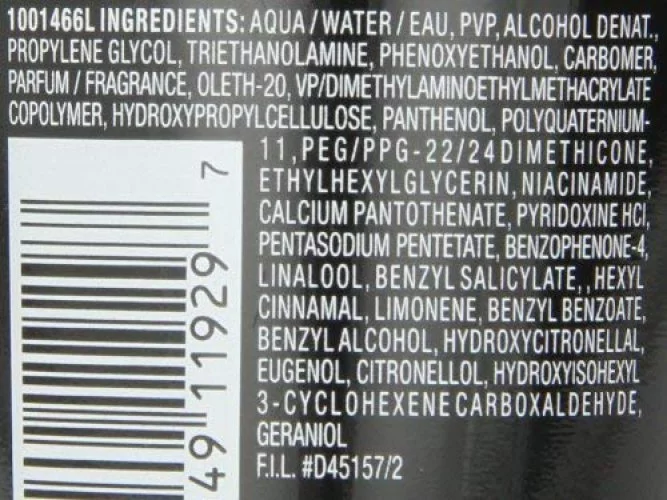 1001466L INGREDIENTS: AQUA / WATER / EAU, PVP, ALCOHOL DENAT.,
PROPYLENE GLYCOL, TRIETHANOLAMINE, PHENOXYETHANOL, CARBOMER,
PARFUM / FRAGRANCE, OLETH-20, VP/DIMETHYLAMINOETHYLMETHACRYLATE
COPOLYMER, HYDROXYPROPYLCELLULOSE, PANTHENOL, POLYQUATERNIUM-
11, PEG/PPG-22/24 DIMETHICONE,
ETHYLHEXYLGLYCERIN, NIACINAMIDE,
CALCIUM PANTOTHENATE, PYRIDOXINE HCl,
PENTASODIUM PENTETATE, BENZOPHENONE-4,
LINALOOL, BENZYL SALICYLATE, , HEXYL
CINNAMAL, LIMONENE, BENZYL BENZOATE,
BENZYL ALCOHOL, HYDROXYCITRONELLAL,
EUGENOL, CITRONELLOL, HYDROXYISOHEXYL
3-CYCLOHEXENE CARBOXALDEHYDE,
GERANIOL
F.I.L. #D45157/2
49 11929 7